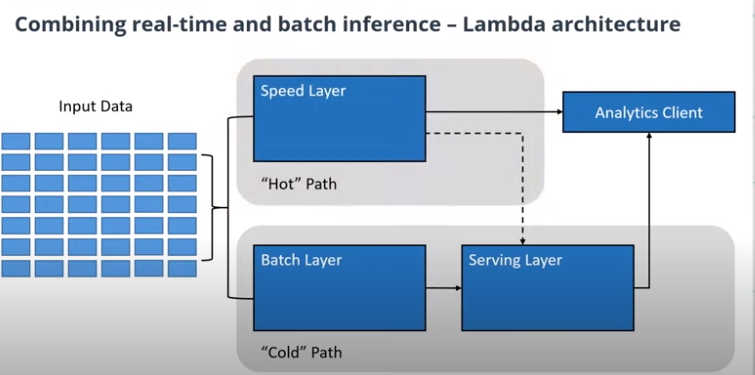 Combining real-time and batch inference – Lambda architecture
Input Data
Speed Layer
Analytics Client
“Hot” Path
Batch Layer
Serving Layer
“Cold” Path